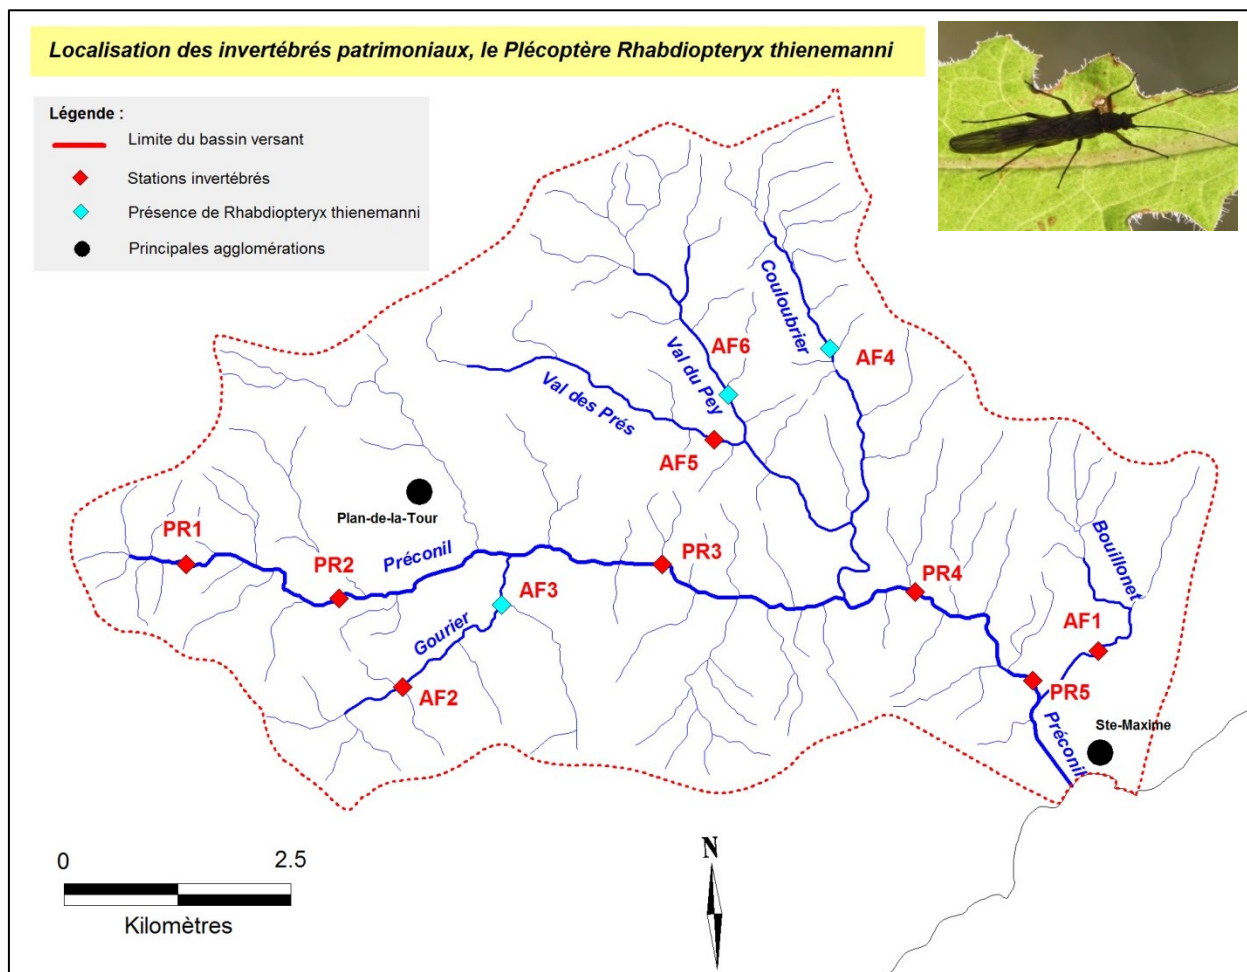 Localisation des invertébrés patrimoniaux, le Plécoptère Rhabdiopteryx thienemanni
Légende :
Limite du bassin versant
Stations invertébrés
Présence de Rhabdiopteryx thienemanni
Principales agglomérations
Couloubrier
AF6
Val du Pey
AF4
Val des Prés
AF5
Plan-de-la-Tour
PR1
PR2
Préconil
PR3
AF3
Gourier
AF2
PR4
Bouillonet
AF1
PR5
Préconil
Ste-Maxime
N
0 2.5
Kilomètres